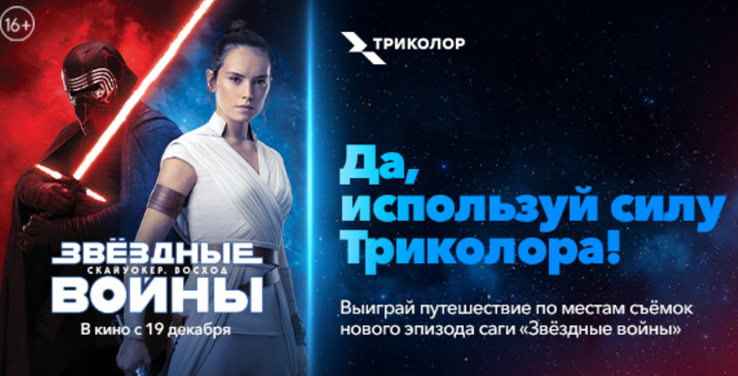 16+
ТРИКОЛОР
Да,
используй силу
Триколора!
ЗВЁЗДНЫЕ
СКАЙУОКЕР. ВОСХОД
ВОЙНЫ
В кино с 19 декабря
Выиграй путешествие по местам съёмок
нового эпизода саги «Звёздные войны»